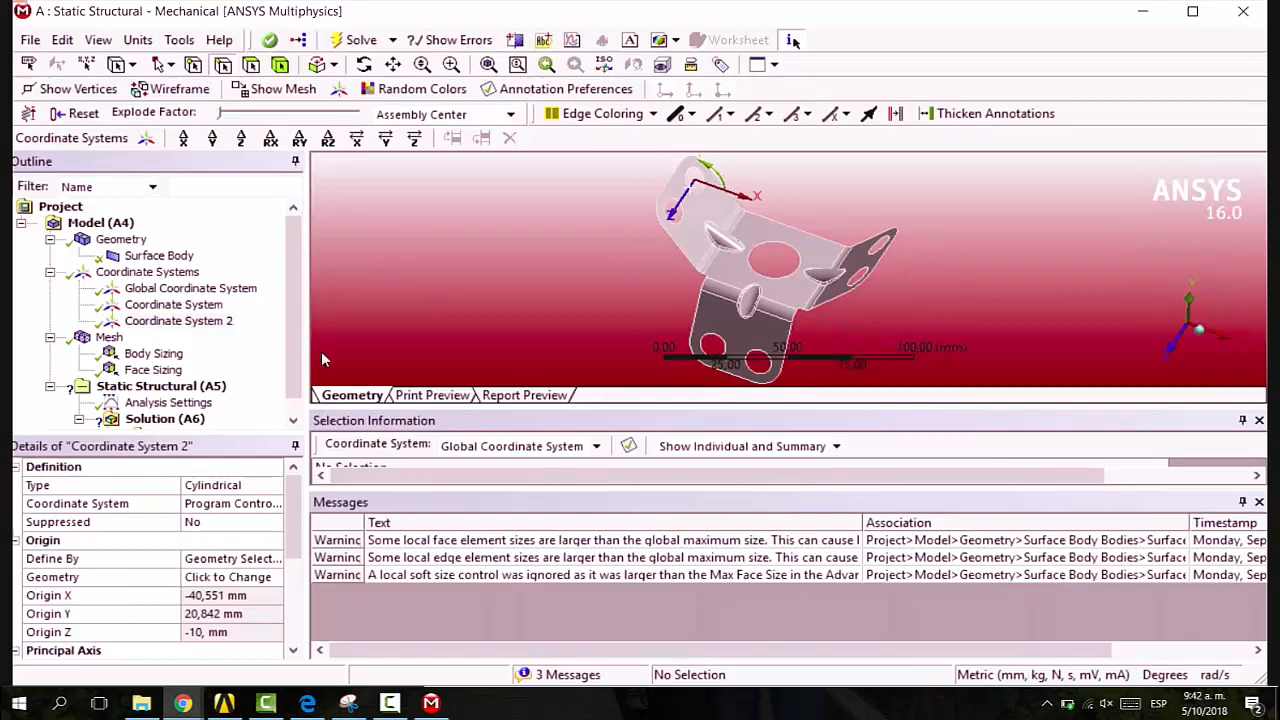 A : Static Structural - Mechanical [ANSYS Multiphysics]
File Edit View Units Tools Help Solve ?/ Show Errors Worksheet
Show Vertices Wireframe Show Mesh Random Colors Annotation Preferences
Reset Explode Factor: Assembly Center Edge Coloring Thicken Annotations
Coordinate Systems X Y Z RX RY RZ X Y Z
Outline
Filter: Name
Project
Model (A4)
Geometry
Surface Body
Coordinate Systems
Global Coordinate System
Coordinate System
Coordinate System 2
Mesh
Body Sizing
Face Sizing
Static Structural (A5)
Analysis Settings
Solution (A6)
ANSYS
16.0
X
Z
Y
0.00 50.00 100.00 (mm)
25.00 75.00
Geometry Print Preview Report Preview
Selection Information
Coordinate System: Global Coordinate System Show Individual and Summary
No Selection
Details of "Coordinate System 2"
Definition
Type Cylindrical
Coordinate System Program Contro...
Suppressed No
Origin
Define By Geometry Select...
Geometry Click to Change
Origin X -40,551 mm
Origin Y 20,842 mm
Origin Z -10, mm
Principal Axis
Messages
Text Association Timestamp
Warninc Some local face element sizes are larger than the global maximum size. This can cause l Project>Model>Geometry>Surface Body Bodies>Surface Monday, Sep
Warninc Some local edge element sizes are larger than the global maximum size. This can cause Project>Model>Geometry>Surface Body Bodies>Surface Monday, Sep
Warninc A local soft size control was ignored as it was larger than the Max Face Size in the Advar Project>Model>Geometry>Surface Body Bodies>Surface Monday, Sep
3 Messages No Selection Metric (mm, kg, N, s, mV, mA) Degrees rad/s
ESP
9:42 a. m.
5/10/2018
2